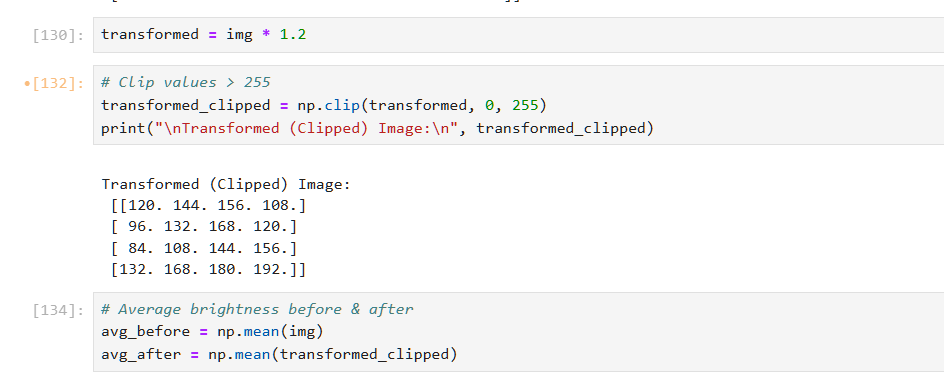 [130]: transformed = img * 1.2
•[132]: # Clip values > 255
transformed_clipped = np.clip(transformed, 0, 255)
print("\nTransformed (Clipped) Image:\n", transformed_clipped)
Transformed (Clipped) Image:
[[120. 144. 156. 108.]
[ 96. 132. 168. 120.]
[ 84. 108. 144. 156.]
[132. 168. 180. 192.]]
[134]: # Average brightness before & after
avg_before = np.mean(img)
avg_after = np.mean(transformed_clipped)